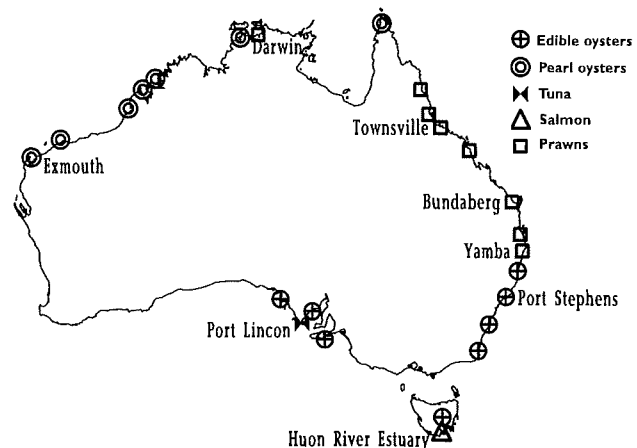 Darwin
Edible oysters
Pearl oysters
Tuna
Salmon
Prawns
Townsville
Exmouth
Bundaberg
Yamba
Port Stephens
Port Lincon
Huon River Estuary